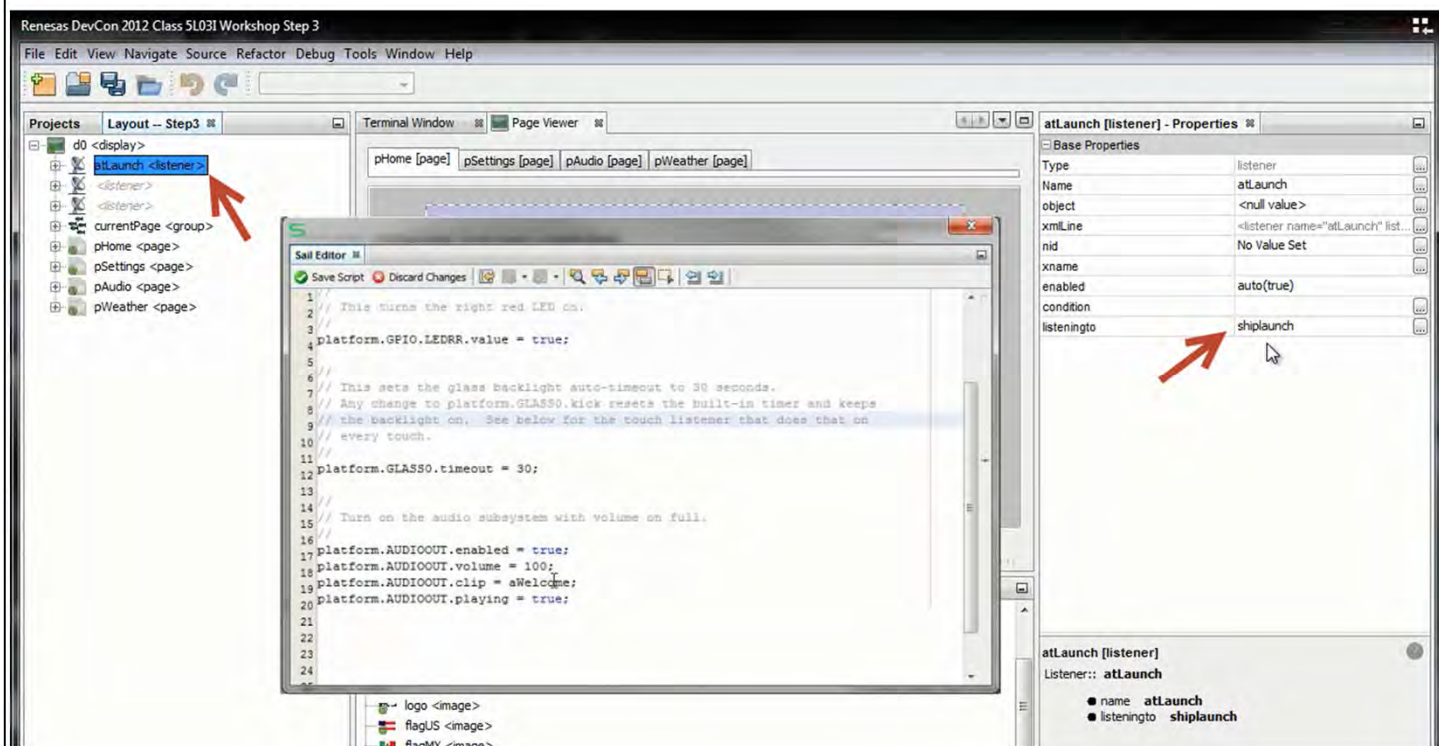 Renesas DevCon 2012 Class 5L03I Workshop Step 3
File Edit View Navigate Source Refactor Debug Tools Window Help
Projects Layout -- Step3
d0 <display>
atLaunch <listener>
<listener>
<listener>
currentPage <group>
pHome <page>
pSettings <page>
pAudio <page>
pWeather <page>
Terminal Window Page Viewer
pHome [page] pSettings [page] pAudio [page] pWeather [page]
Sail Editor
Save Script Discard Changes
1 //
2 // This turns the right red LED on.
3 //
4 platform.GPIO.LEDRR.value = true;
5
6 //
7 // This sets the glass backlight auto-timeout to 30 seconds.
8 // Any change to platform.GLASS0.kick resets the built-in timer and keeps
9 // the backlight on. See below for the touch listener that does that on
10 // every touch.
11 //
12 platform.GLASS0.timeout = 30;
13
14 //
15 // Turn on the audio subsystem with volume on full.
16 //
17 platform.AUDIOOUT.enabled = true;
18 platform.AUDIOOUT.volume = 100;
19 platform.AUDIOOUT.clip = aWelcome;
20 platform.AUDIOOUT.playing = true;
21
22
23
24
logo <image>
flagUS <image>
flagMY <image>
atLaunch [listener] - Properties
Base Properties
Type listener
Name atLaunch
object <null value>
xmlLine <listener name="atLaunch" list...
nid No Value Set
xname
enabled auto(true)
condition
listeningto shiplaunch
atLaunch [listener]
Listener:: atLaunch
name atLaunch
listeningto shiplaunch